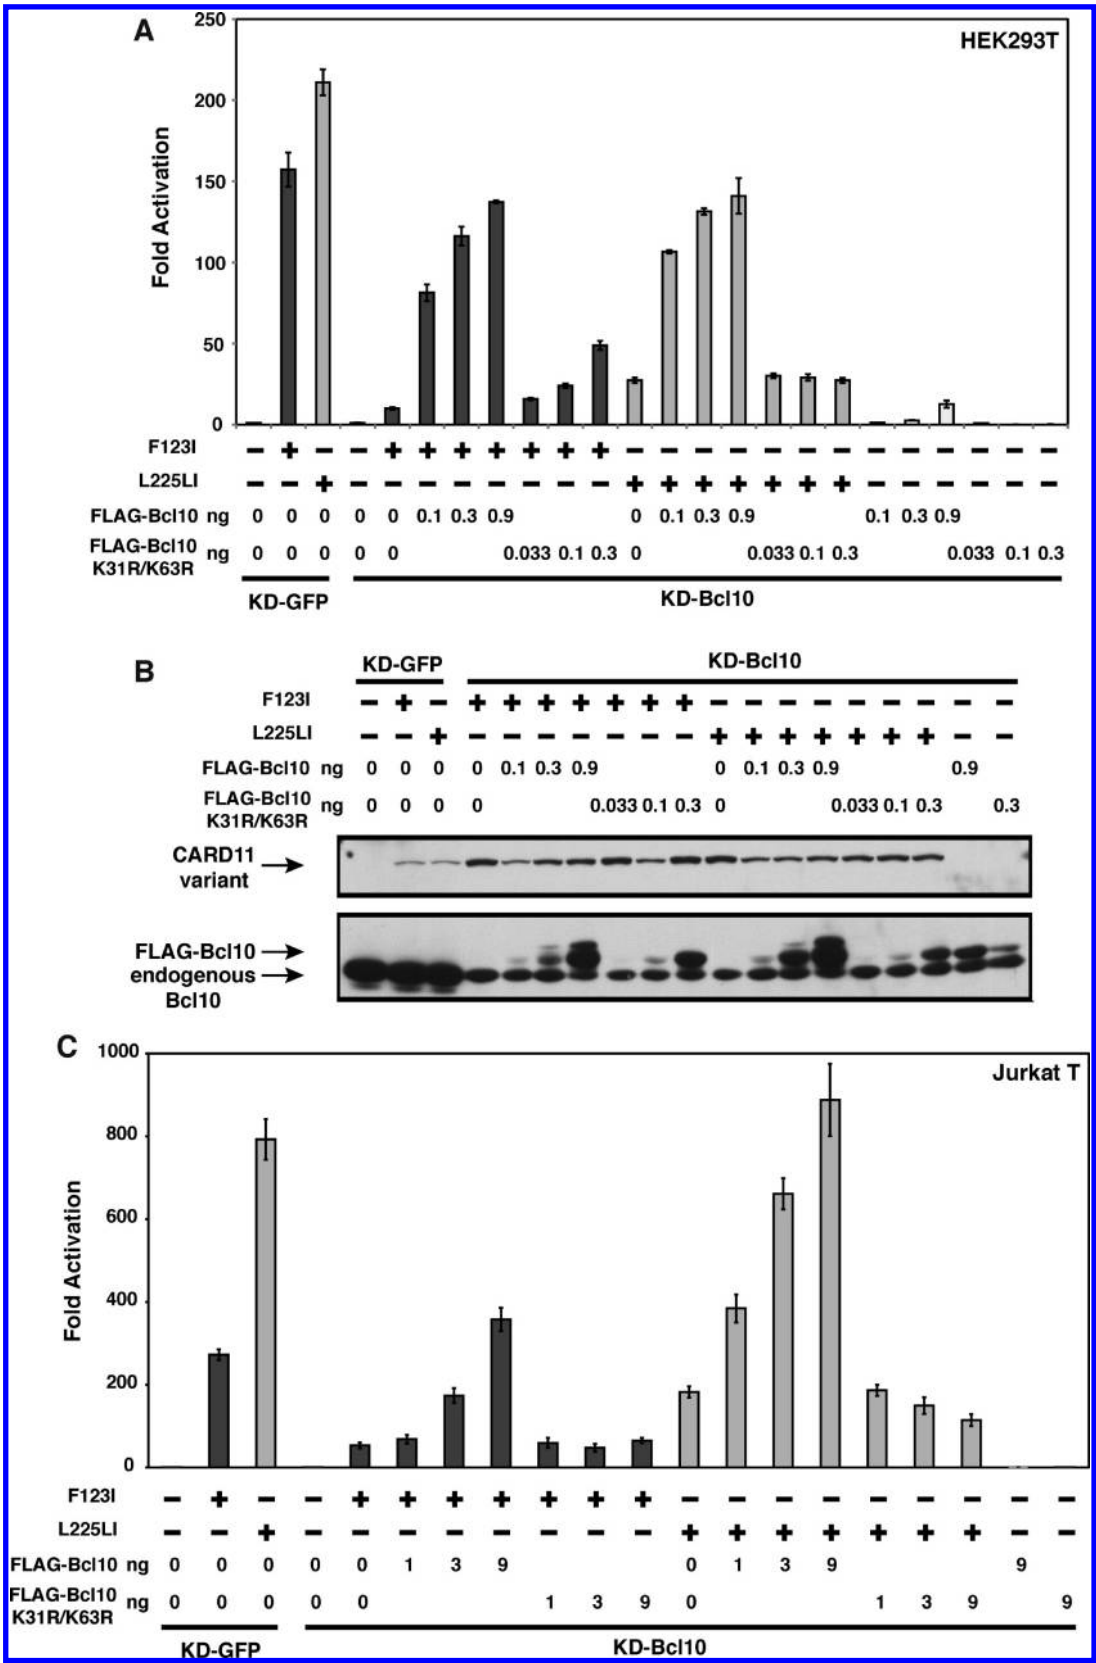 A
HEK293T
250
200
150
100
50
0
Fold Activation
F123I − + − − + + + + + + + − − − − − − − − − − − − −
L225LI − − + − − − − − − − − + + + + + + + − − − − − −
FLAG-Bcl10 ng 0 0 0 0 0 0.1 0.3 0.9 0 0.1 0.3 0.9 0.1 0.3 0.9
FLAG-Bcl10 K31R/K63R ng 0 0 0 0 0 0.033 0.1 0.3 0 0.033 0.1 0.3 0.033 0.1 0.3
KD-GFP KD-Bcl10
B
KD-GFP KD-Bcl10
F123I − + − + + + + + + + − − − − − − − − −
L225LI − − + − − − − − − − + + + + + + + − −
FLAG-Bcl10 ng 0 0 0 0 0.1 0.3 0.9 0 0.1 0.3 0.9 0.9
FLAG-Bcl10 K31R/K63R ng 0 0 0 0 0.033 0.1 0.3 0 0.033 0.1 0.3 0.3
CARD11
variant
FLAG-Bcl10
endogenous
Bcl10
C
Jurkat T
1000
800
600
400
200
0
Fold Activation
F123I − + − − + + + + + + + − − − − − − − − −
L225LI − − + − − − − − − − − + + + + + + + − −
FLAG-Bcl10 ng 0 0 0 0 0 1 3 9 0 1 3 9 9
FLAG-Bcl10 K31R/K63R ng 0 0 0 0 0 1 3 9 0 1 3 9 9
KD-GFP KD-Bcl10